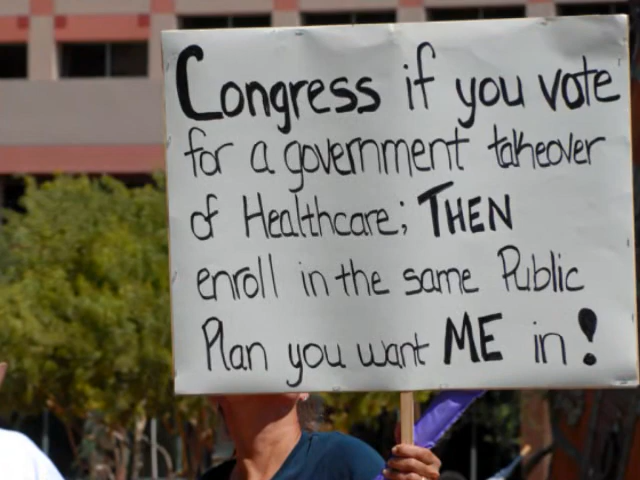 Congress if you vote
for a government takeover
of Healthcare; THEN
enroll in the same Public
Plan you want ME in!